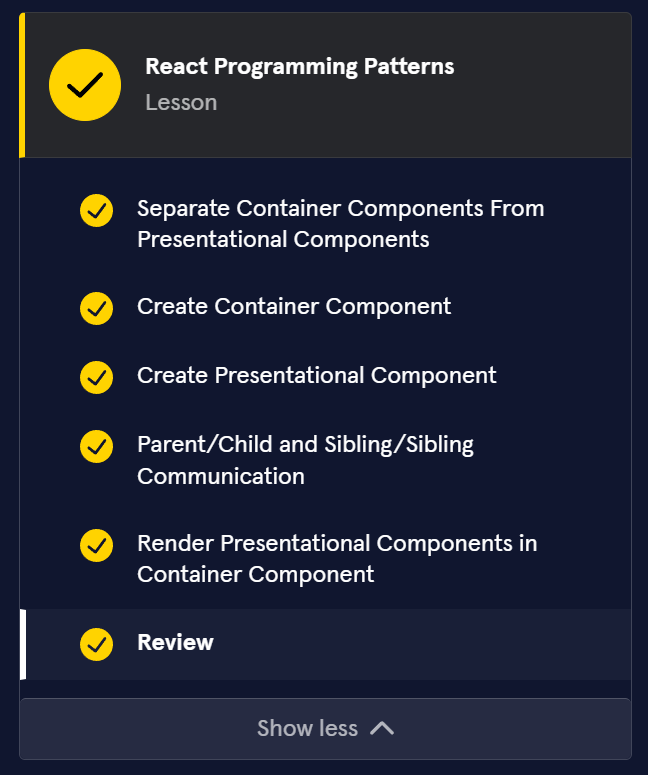 React Programming Patterns
Lesson
Separate Container Components From
Presentational Components
Create Container Component
Create Presentational Component
Parent/Child and Sibling/Sibling
Communication
Render Presentational Components in
Container Component
Review
Show less